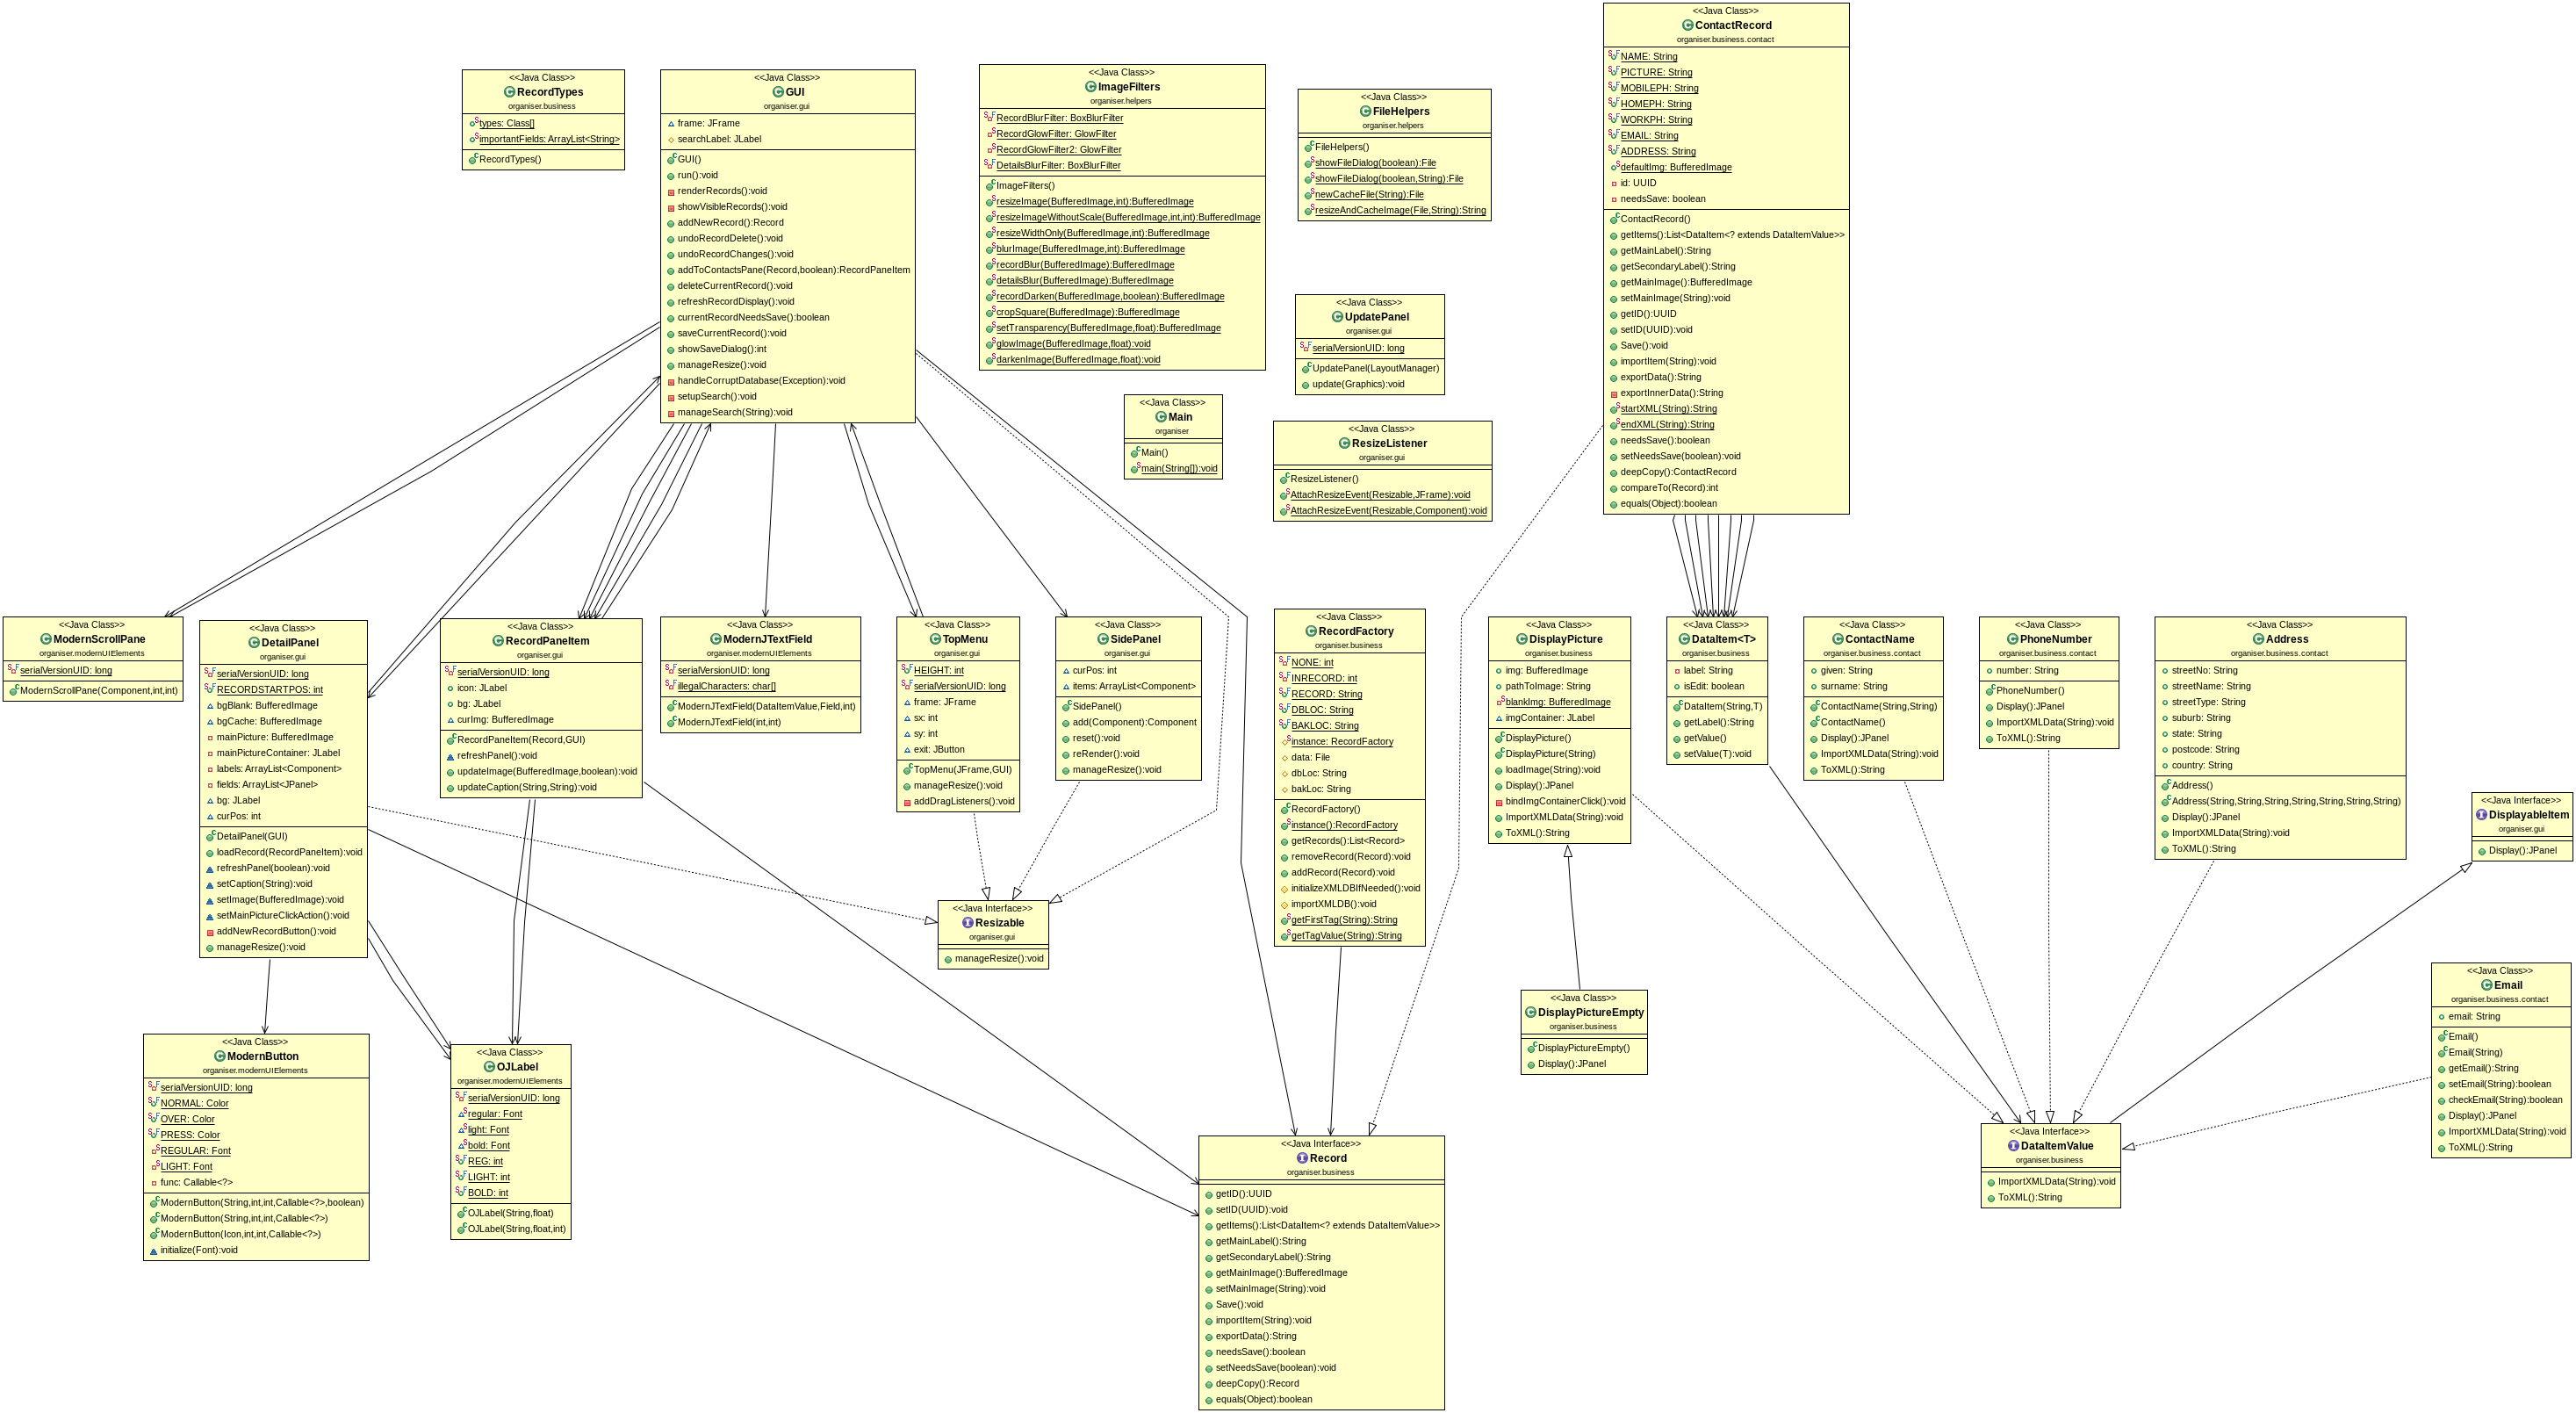 <<Java Class>>
RecordTypes
organiser.business
types: Class[]
importantFields: ArrayList<String>
RecordTypes()
<<Java Class>>
GUI
organiser.gui
frame: JFrame
searchLabel: JLabel
GUI()
run():void
renderRecords():void
showVisibleRecords():void
addNewRecord():Record
undoRecordDelete():void
undoRecordChanges():void
addToContactsPane(Record,boolean):RecordPaneItem
deleteCurrentRecord():void
refreshRecordDisplay():void
currentRecordNeedsSave():boolean
saveCurrentRecord():void
showSaveDialog():int
manageResize():void
handleCorruptDatabase(Exception):void
setupSearch():void
manageSearch(String):void
<<Java Class>>
ImageFilters
organiser.helpers
RecordBlurFilter: BoxBlurFilter
RecordGlowFilter: GlowFilter
RecordGlowFilter2: GlowFilter
DetailsBlurFilter: BoxBlurFilter
ImageFilters()
resizeImage(BufferedImage,int):BufferedImage
resizeImageWithoutScale(BufferedImage,int,int):BufferedImage
resizeWidthOnly(BufferedImage,int):BufferedImage
blurImage(BufferedImage,int):BufferedImage
recordBlur(BufferedImage):BufferedImage
detailsBlur(BufferedImage):BufferedImage
recordDarken(BufferedImage,boolean):BufferedImage
cropSquare(BufferedImage):BufferedImage
setTransparency(BufferedImage,float):BufferedImage
glowImage(BufferedImage,float):void
darkenImage(BufferedImage,float):void
<<Java Class>>
FileHelpers
organiser.helpers
FileHelpers()
showFileDialog(boolean):File
showFileDialog(boolean,String):File
newCacheFile(String):File
resizeAndCacheImage(File,String):String
<<Java Class>>
UpdatePanel
organiser.gui
serialVersionUID: long
UpdatePanel(LayoutManager)
update(Graphics):void
<<Java Class>>
Main
organiser
Main()
main(String[]):void
<<Java Class>>
ResizeListener
organiser.gui
ResizeListener()
AttachResizeEvent(Resizable,JFrame):void
AttachResizeEvent(Resizable,Component):void
<<Java Class>>
ContactRecord
organiser.business.contact
NAME: String
PICTURE: String
MOBILEPH: String
HOMEPH: String
WORKPH: String
EMAIL: String
ADDRESS: String
defaultImg: BufferedImage
id: UUID
needsSave: boolean
ContactRecord()
getItems():List<DataItem<? extends DataItemValue>>
getMainLabel():String
getSecondaryLabel():String
getMainImage():BufferedImage
setMainImage(String):void
getID():UUID
setID(UUID):void
Save():void
importItem(String):void
exportData():String
exportInnerData():String
startXML(String):String
endXML(String):String
needsSave():boolean
setNeedsSave(boolean):void
deepCopy():ContactRecord
compareTo(Record):int
equals(Object):boolean
<<Java Class>>
ModernScrollPane
organiser.modernUIElements
serialVersionUID: long
ModernScrollPane(Component,int,int)
<<Java Class>>
DetailPanel
organiser.gui
serialVersionUID: long
RECORDSTARTPOS: int
bgBlank: BufferedImage
bgCache: BufferedImage
mainPicture: BufferedImage
mainPictureContainer: JLabel
labels: ArrayList<Component>
fields: ArrayList<JPanel>
bg: JLabel
curPos: int
DetailPanel(GUI)
loadRecord(RecordPaneItem):void
refreshPanel(boolean):void
setCaption(String):void
setImage(BufferedImage):void
setMainPictureClickAction():void
addNewRecordButton():void
manageResize():void
<<Java Class>>
RecordPaneItem
organiser.gui
serialVersionUID: long
icon: JLabel
bg: JLabel
curImg: BufferedImage
RecordPaneItem(Record,GUI)
refreshPanel():void
updateImage(BufferedImage,boolean):void
updateCaption(String,String):void
<<Java Class>>
ModernJTextField
organiser.modernUIElements
serialVersionUID: long
illegalCharacters: char[]
ModernJTextField(DataItemValue,Field,int)
ModernJTextField(int,int)
<<Java Class>>
TopMenu
organiser.gui
HEIGHT: int
serialVersionUID: long
frame: JFrame
sx: int
sy: int
exit: JButton
TopMenu(JFrame,GUI)
manageResize():void
addDragListeners():void
<<Java Class>>
SidePanel
organiser.gui
curPos: int
items: ArrayList<Component>
SidePanel()
add(Component):Component
reset():void
reRender():void
manageResize():void
<<Java Class>>
RecordFactory
organiser.business
NONE: int
INRECORD: int
RECORD: String
DBLOC: String
BAKLOC: String
instance: RecordFactory
data: File
dbLoc: String
bakLoc: String
RecordFactory()
instance():RecordFactory
getRecords():List<Record>
removeRecord(Record):void
addRecord(Record):void
initializeXMLDBIfNeeded():void
importXMLDB():void
getFirstTag(String):String
getTagValue(String):String
<<Java Class>>
DisplayPicture
organiser.business
img: BufferedImage
pathToImage: String
blankImg: BufferedImage
imgContainer: JLabel
DisplayPicture()
DisplayPicture(String)
loadImage(String):void
Display():JPanel
bindImgContainerClick():void
ImportXMLData(String):void
ToXML():String
<<Java Class>>
DataItem<T>
organiser.business
label: String
isEdit: boolean
DataItem(String,T)
getLabel():String
getValue()
setValue(T):void
<<Java Class>>
ContactName
organiser.business.contact
given: String
surname: String
ContactName(String,String)
ContactName()
Display():JPanel
ImportXMLData(String):void
ToXML():String
<<Java Class>>
PhoneNumber
organiser.business.contact
number: String
PhoneNumber()
Display():JPanel
ImportXMLData(String):void
ToXML():String
<<Java Class>>
Address
organiser.business.contact
streetNo: String
streetName: String
streetType: String
suburb: String
state: String
postcode: String
country: String
Address()
Address(String,String,String,String,String,String,String)
Display():JPanel
ImportXMLData(String):void
ToXML():String
<<Java Interface>>
DisplayableItem
organiser.gui
Display():JPanel
<<Java Interface>>
Resizable
organiser.gui
manageResize():void
<<Java Class>>
DisplayPictureEmpty
organiser.business
DisplayPictureEmpty()
Display():JPanel
<<Java Class>>
Email
organiser.business.contact
email: String
Email()
Email(String)
getEmail():String
setEmail(String):boolean
checkEmail(String):boolean
Display():JPanel
ImportXMLData(String):void
ToXML():String
<<Java Class>>
ModernButton
organiser.modernUIElements
serialVersionUID: long
NORMAL: Color
OVER: Color
PRESS: Color
REGULAR: Font
LIGHT: Font
func: Callable<?>
ModernButton(String,int,int,Callable<?>,boolean)
ModernButton(String,int,int,Callable<?>)
ModernButton(Icon,int,int,Callable<?>)
initialize(Font):void
<<Java Class>>
OJLabel
organiser.modernUIElements
serialVersionUID: long
regular: Font
light: Font
bold: Font
REG: int
LIGHT: int
BOLD: int
OJLabel(String,float)
OJLabel(String,float,int)
<<Java Interface>>
Record
organiser.business
getID():UUID
setID(UUID):void
getItems():List<DataItem<? extends DataItemValue>>
getMainLabel():String
getSecondaryLabel():String
getMainImage():BufferedImage
setMainImage(String):void
Save():void
importItem(String):void
exportData():String
needsSave():boolean
setNeedsSave(boolean):void
deepCopy():Record
equals(Object):boolean
<<Java Interface>>
DataItemValue
organiser.business
ImportXMLData(String):void
ToXML():String